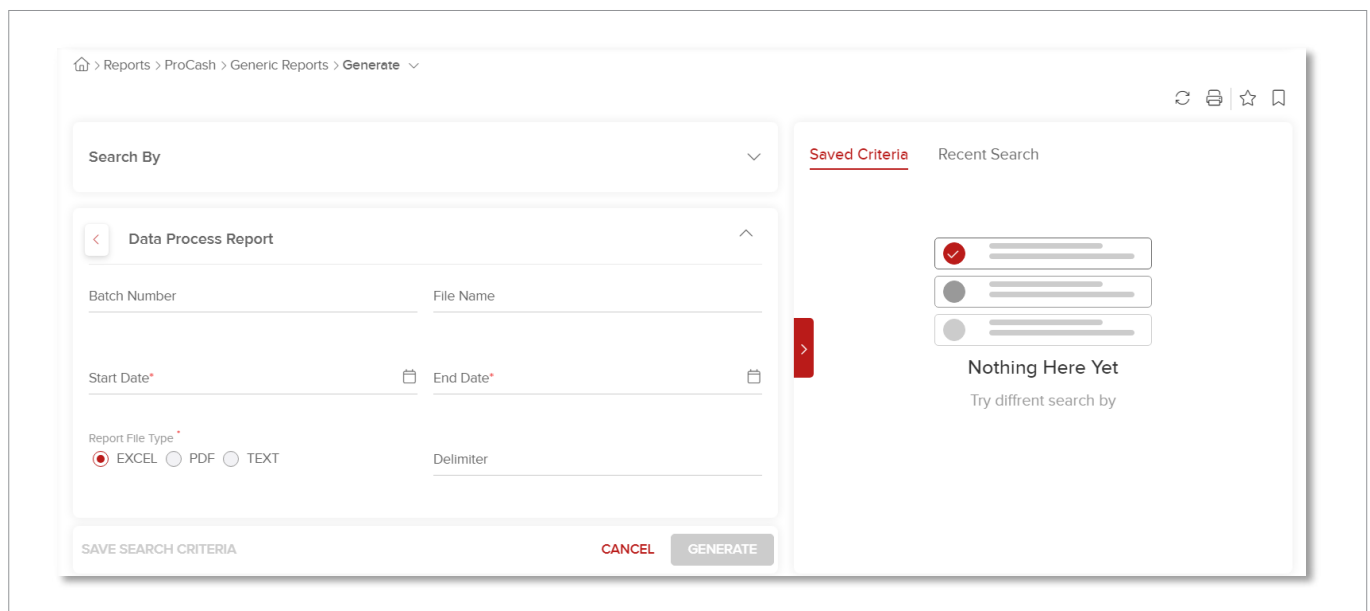 > Reports > ProCash > Generic Reports > Generate
Search By
Saved Criteria Recent Search
Data Process Report
Batch Number File Name
Nothing Here Yet
Start Date* End Date*
Try diffrent search by
Report File Type *
EXCEL PDF TEXT Delimiter
SAVE SEARCH CRITERIA CANCEL GENERATE